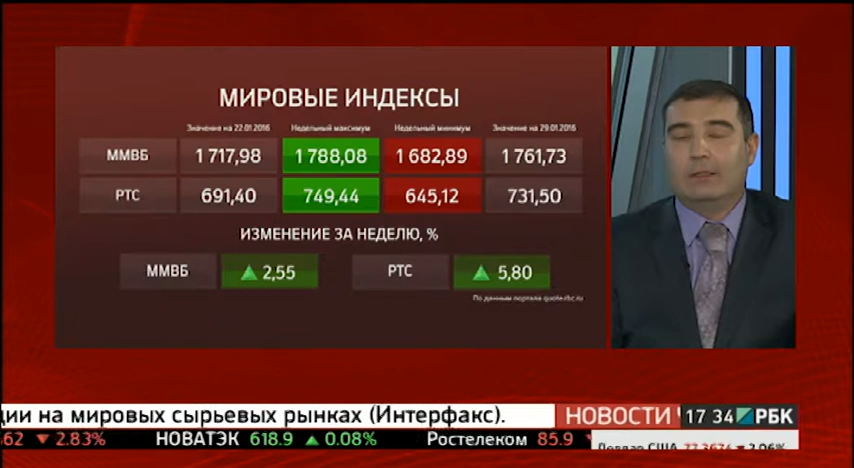 МИРОВЫЕ ИНДЕКСЫ
Значение на 22.01.2016 Недельный максимум Недельный минимум Значение на 29.01.2016
ММВБ 1 717,98 1 788,08 1 682,89 1 761,73
РТС 691,40 749,44 645,12 731,50
ИЗМЕНЕНИЕ ЗА НЕДЕЛЮ, %
ММВБ ▲ 2,55 РТС ▲ 5,80
По данным портала quote.rbc.ru
ции на мировых сырьевых рынках (Интерфакс). НОВОСТИ 17 34 РБК
62 ▼ 2.83% НОВАТЭК 618.9 ▲ 0.08% Ростелеком 85.9
США